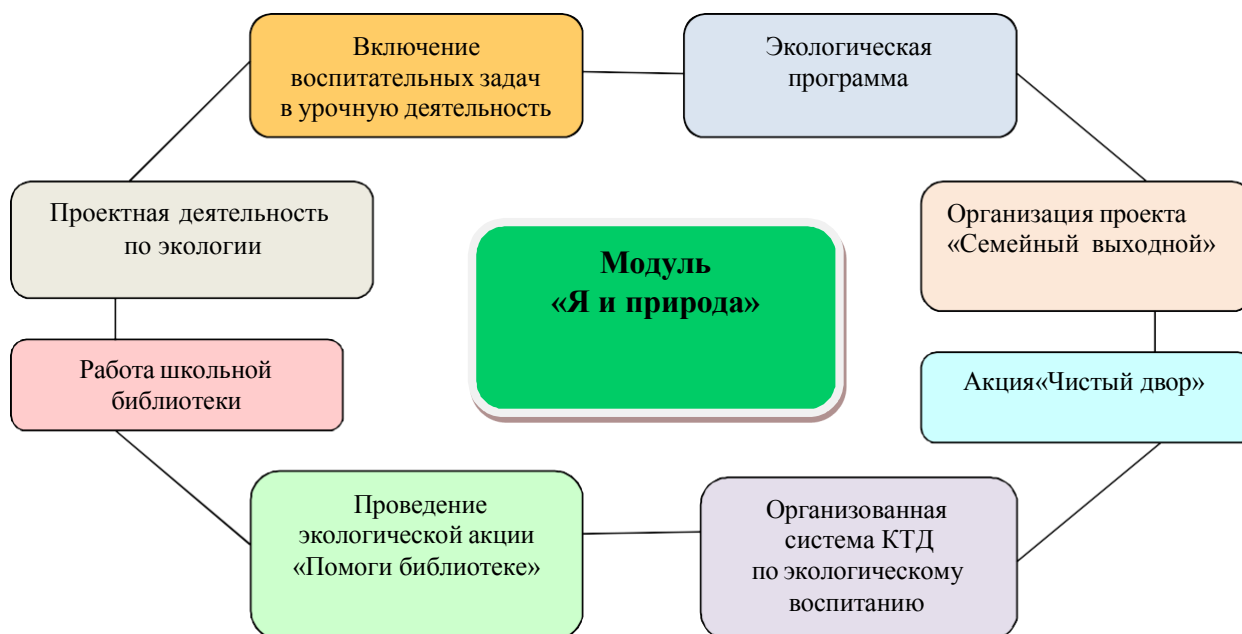 Включение
воспитательных задач
в урочную деятельность
Экологическая
программа
Проектная деятельность
по экологии
Модуль
«Я и природа»
Организация проекта
«Семейный выходной»
Работа школьной
библиотеки
Акция«Чистый двор»
Проведение
экологической акции
«Помоги библиотеке»
Организованная
система КТД
по экологическому
воспитанию